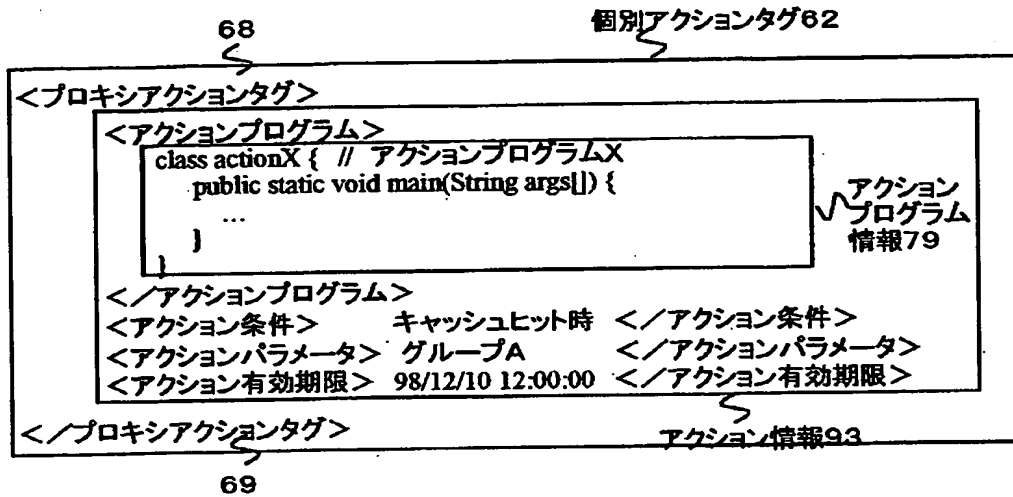 68
個別アクションタグ62
<プロキシアクションタグ>
<アクションプログラム>
class actionX { // アクションプログラムX
public static void main(String args[]) {
...
}
}
アクション
プログラム
情報79
</アクションプログラム>
<アクション条件> キャッシュヒット時 </アクション条件>
<アクションパラメータ> グループA </アクションパラメータ>
<アクション有効期限> 98/12/10 12:00:00 </アクション有効期限>
</プロキシアクションタグ>
アクション情報93
69